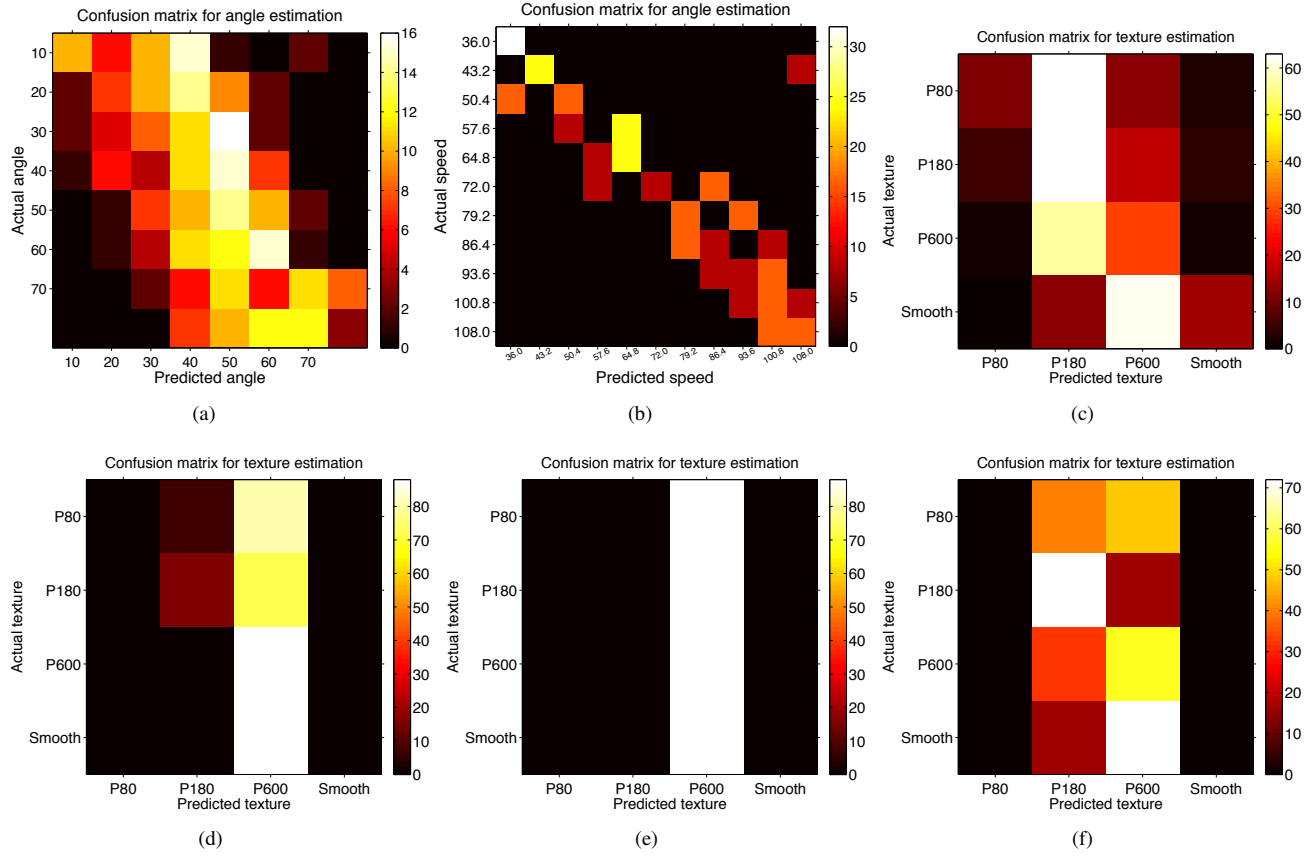 Confusion matrix for angle estimation
Actual angle
10
20
30
40
50
60
70
10 20 30 40 50 60 70
Predicted angle
16
14
12
10
8
6
4
2
0
(a)
Confusion matrix for angle estimation
Actual speed
36.0
43.2
50.4
57.6
64.8
72.0
79.2
86.4
93.6
100.8
108.0
36.0 43.2 50.4 57.6 64.8 72.0 79.2 86.4 93.6 100.8 108.0
Predicted speed
30
25
20
15
10
5
0
(b)
Confusion matrix for texture estimation
Actual texture
P80
P180
P600
Smooth
P80 P180 P600 Smooth
Predicted texture
60
50
40
30
20
10
0
(c)
Confusion matrix for texture estimation
Actual texture
P80
P180
P600
Smooth
P80 P180 P600 Smooth
Predicted texture
80
70
60
50
40
30
20
10
0
(d)
Confusion matrix for texture estimation
Actual texture
P80
P180
P600
Smooth
P80 P180 P600 Smooth
Predicted texture
80
70
60
50
40
30
20
10
0
(e)
Confusion matrix for texture estimation
Actual texture
P80
P180
P600
Smooth
P80 P180 P600 Smooth
Predicted texture
70
60
50
40
30
20
10
0
(f)